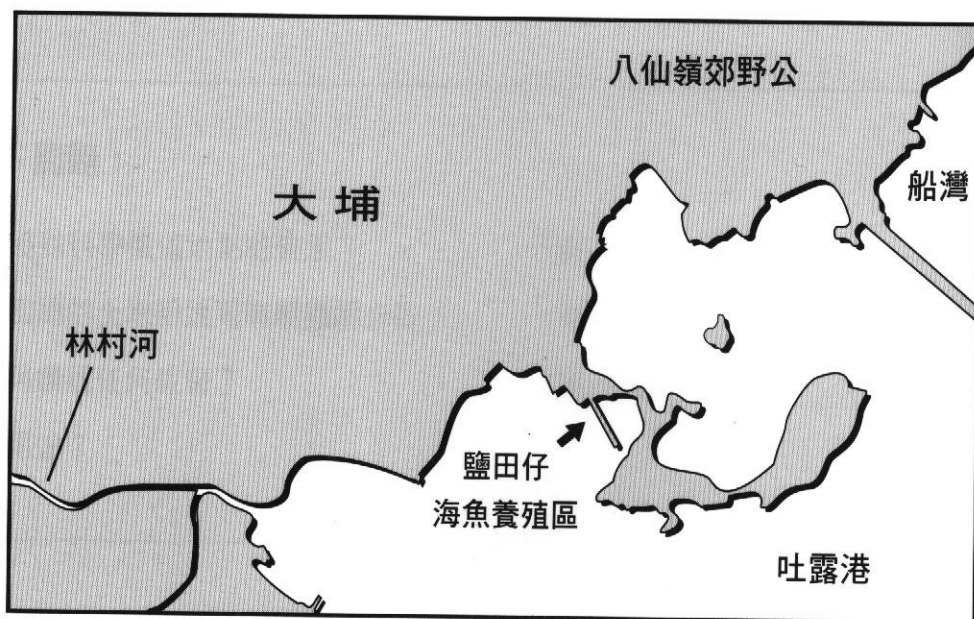 八仙嶺郊野公
船灣
大埔
林村河
鹽田仔
海魚養殖區
吐露港